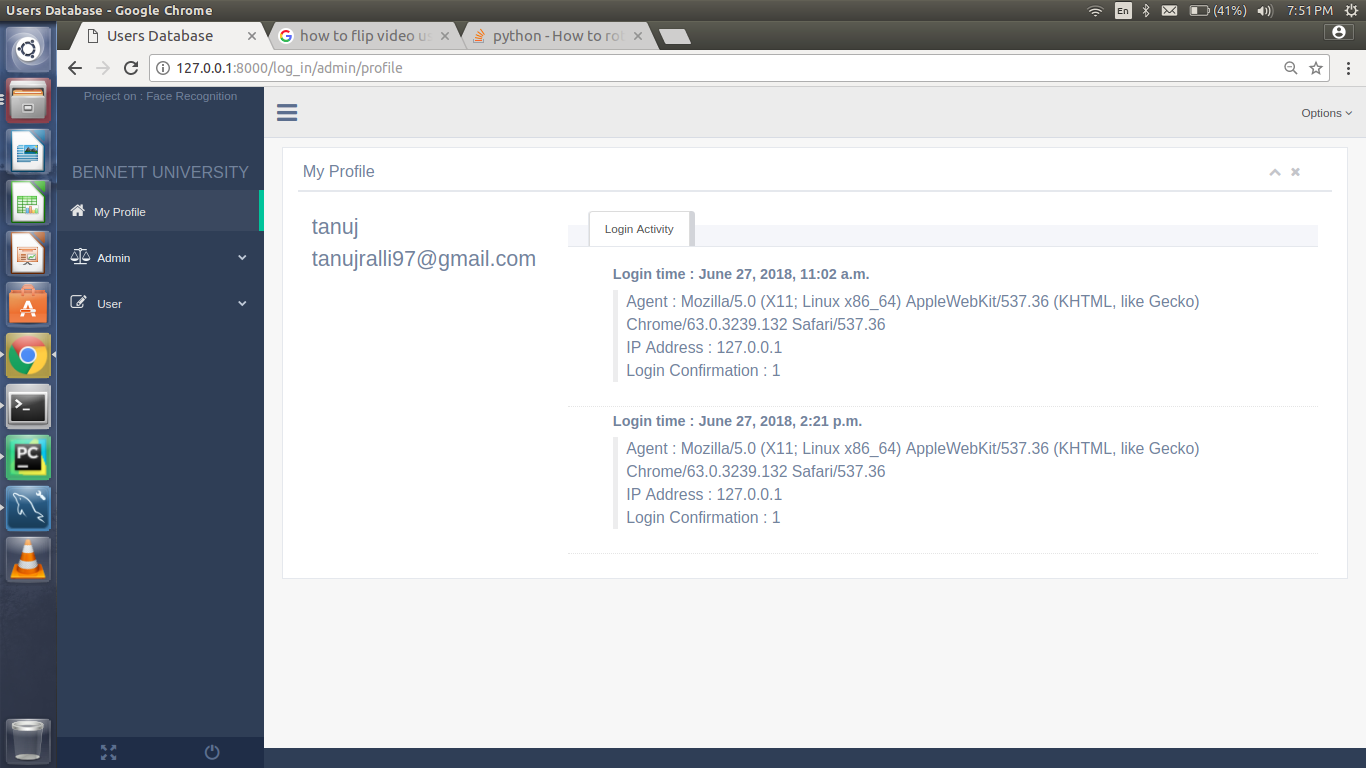 Users Database - Google Chrome
En
(41%)
7:51 PM
Users Database
how to flip video u
python - How to ro
127.0.0.1:8000/log_in/admin/profile
Project on : Face Recognition
Options
BENNETT UNIVERSITY
My Profile
Admin
User
My Profile
tanuj
tanujralli97@gmail.com
Login Activity
Login time : June 27, 2018, 11:02 a.m.
Agent : Mozilla/5.0 (X11; Linux x86_64) AppleWebKit/537.36 (KHTML, like Gecko)
Chrome/63.0.3239.132 Safari/537.36
IP Address : 127.0.0.1
Login Confirmation : 1
Login time : June 27, 2018, 2:21 p.m.
Agent : Mozilla/5.0 (X11; Linux x86_64) AppleWebKit/537.36 (KHTML, like Gecko)
Chrome/63.0.3239.132 Safari/537.36
IP Address : 127.0.0.1
Login Confirmation : 1
PC